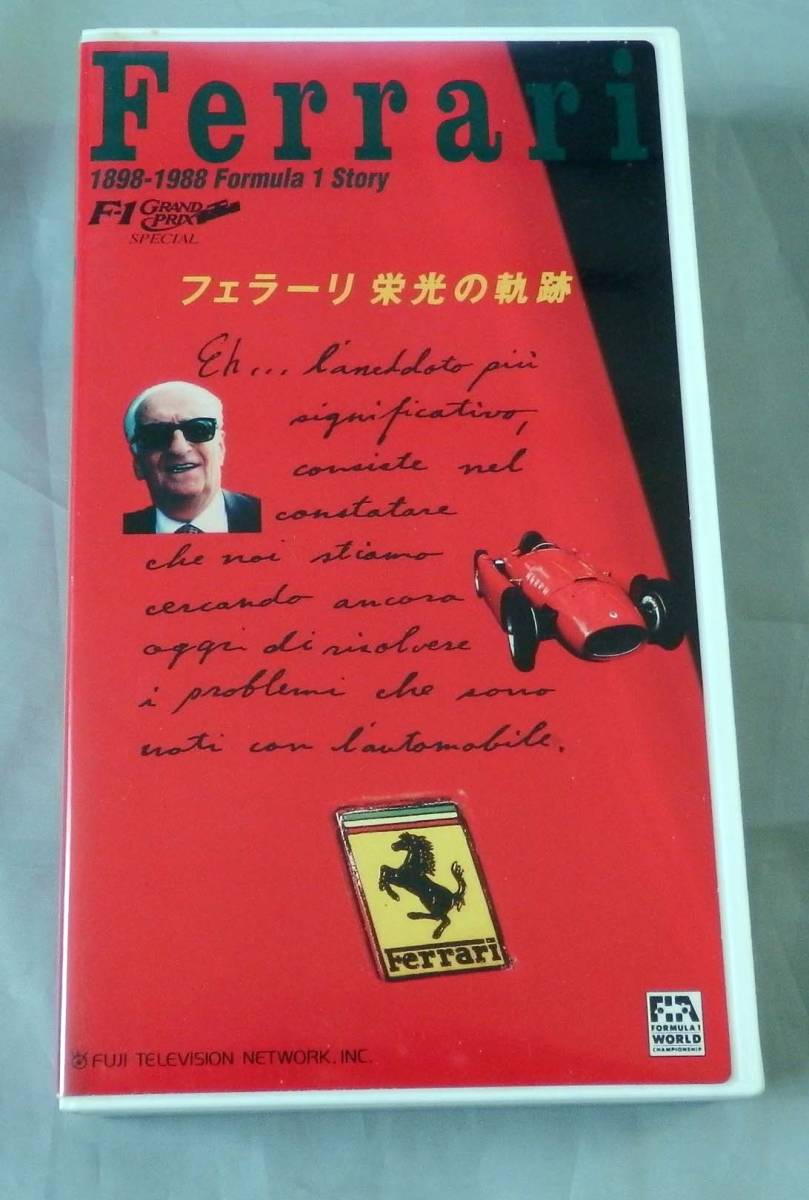 Ferrari
1898-1988 Formula 1 Story
F-1 GRAND PRIX
SPECIAL
フェラーリ 栄光の軌跡
Eh... l'aneddoto più
significativo,
consiste nel
constatare
che noi stiamo
cercando ancora
oggi di risolvere
i problemi che sono
nati con l'automobile.
Ferrari
FIA
FORMULA 1
WORLD
CHAMPIONSHIP
FUJI TELEVISION NETWORK, INC.